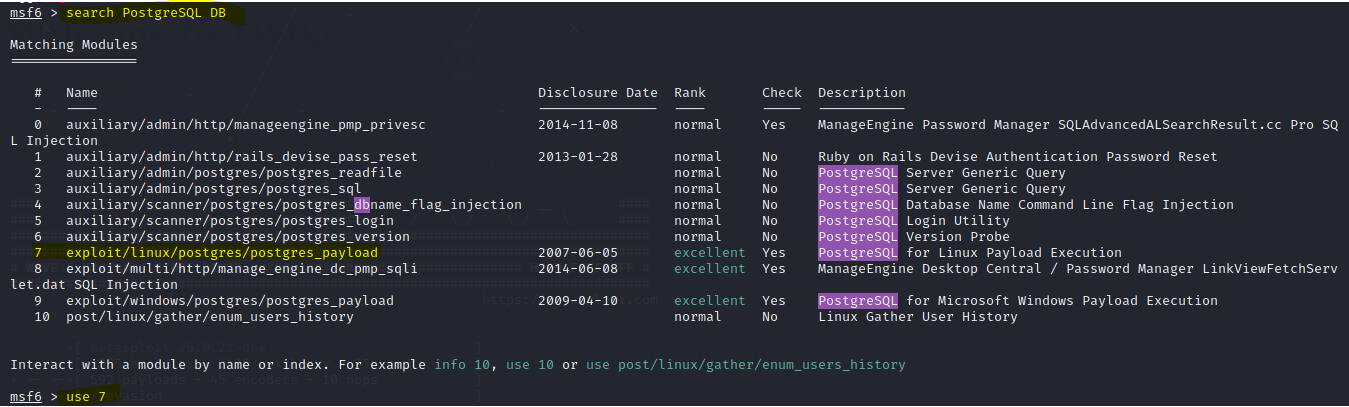 msf6 > search PostgreSQL DB
Matching Modules
================
# Name Disclosure Date Rank Check Description
- ---- --------------- ---- ----- -----------
0 auxiliary/admin/http/manageengine_pmp_privesc 2014-11-08 normal Yes ManageEngine Password Manager SQLAdvancedALSearchResult.cc Pro SQ
L Injection
1 auxiliary/admin/http/rails_devise_pass_reset 2013-01-28 normal No Ruby on Rails Devise Authentication Password Reset
2 auxiliary/admin/postgres/postgres_readfile normal No PostgreSQL Server Generic Query
3 auxiliary/admin/postgres/postgres_sql normal No PostgreSQL Server Generic Query
4 auxiliary/scanner/postgres/postgres_dbname_flag_injection normal No PostgreSQL Database Name Command Line Flag Injection
5 auxiliary/scanner/postgres/postgres_login normal No PostgreSQL Login Utility
6 auxiliary/scanner/postgres/postgres_version normal No PostgreSQL Version Probe
7 exploit/linux/postgres/postgres_payload 2007-06-05 excellent Yes PostgreSQL for Linux Payload Execution
8 exploit/multi/http/manage_engine_dc_pmp_sqli 2014-06-08 excellent Yes ManageEngine Desktop Central / Password Manager LinkViewFetchServ
let.dat SQL Injection
9 exploit/windows/postgres/postgres_payload 2009-04-10 excellent Yes PostgreSQL for Microsoft Windows Payload Execution
10 post/linux/gather/enum_users_history normal No Linux Gather User History
Interact with a module by name or index. For example info 10, use 10 or use post/linux/gather/enum_users_history
msf6 > use 7